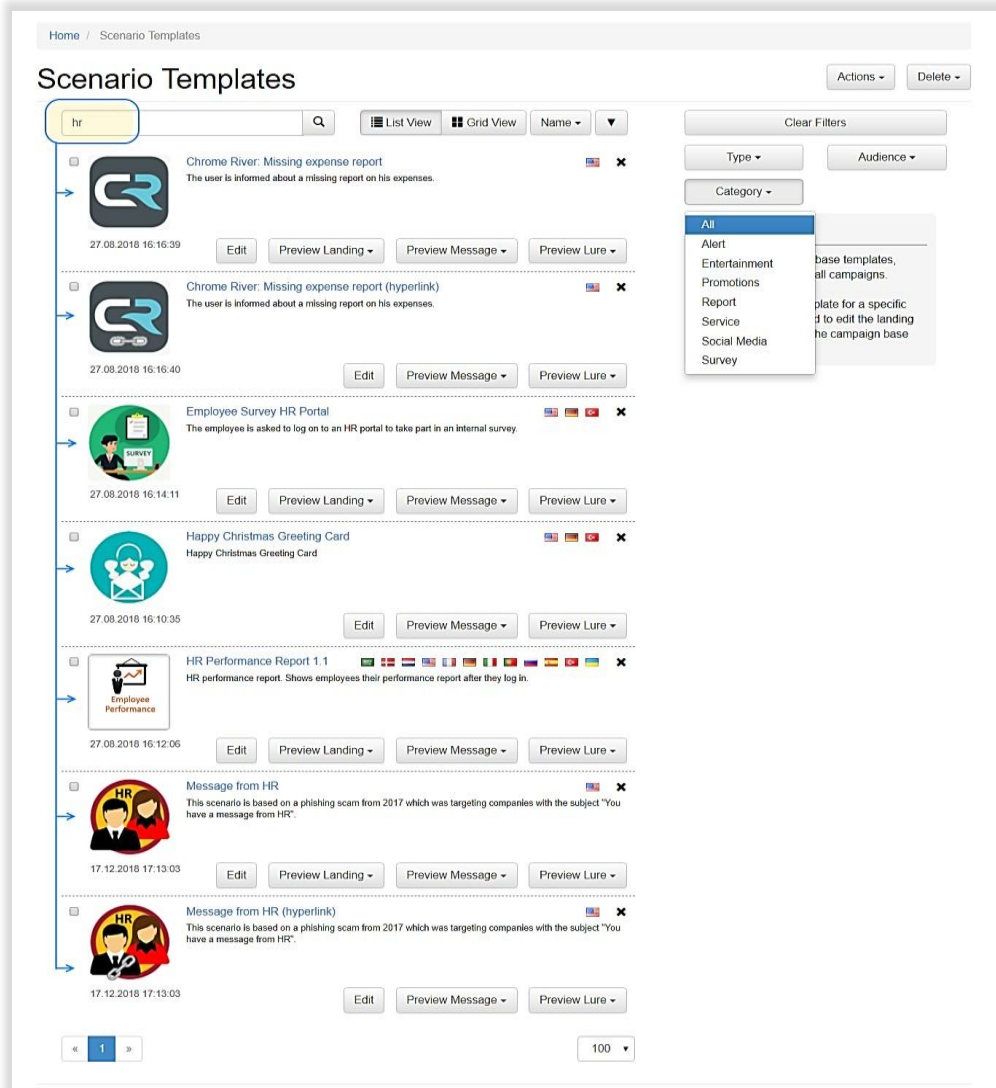 Home / Scenario Templates
Scenario Templates
Actions
Delete
hr
List View
Grid View
Name
Clear Filters
Type
Audience
Category
All
Alert
Entertainment
Promotions
Report
Service
Social Media
Survey
base templates,
all campaigns.
plate for a specific
d to edit the landing
he campaign base
CR
Chrome River: Missing expense report
The user is informed about a missing report on his expenses.
27.08.2018 16:16:39
Edit
Preview Landing
Preview Message
Preview Lure
CR
Chrome River: Missing expense report (hyperlink)
The user is informed about a missing report on his expenses.
27.08.2018 16:16:40
Edit
Preview Message
Preview Lure
SURVEY
Employee Survey HR Portal
The employee is asked to log on to an HR portal to take part in an internal survey.
27.08.2018 16:14:11
Edit
Preview Landing
Preview Message
Preview Lure
Happy Christmas Greeting Card
Happy Christmas Greeting Card
27.08.2018 16:10:35
Edit
Preview Message
Preview Lure
Employee
Performance
HR Performance Report 1.1
HR performance report. Shows employees their performance report after they log in.
27.08.2018 16:12:06
Edit
Preview Landing
Preview Message
Preview Lure
HR
Message from HR
This scenario is based on a phishing scam from 2017 which was targeting companies with the subject "You
have a message from HR".
17.12.2018 17:13:03
Edit
Preview Landing
Preview Message
Preview Lure
HR
Message from HR (hyperlink)
This scenario is based on a phishing scam from 2017 which was targeting companies with the subject "You
have a message from HR".
17.12.2018 17:13:03
Edit
Preview Message
Preview Lure
« 1 »
100